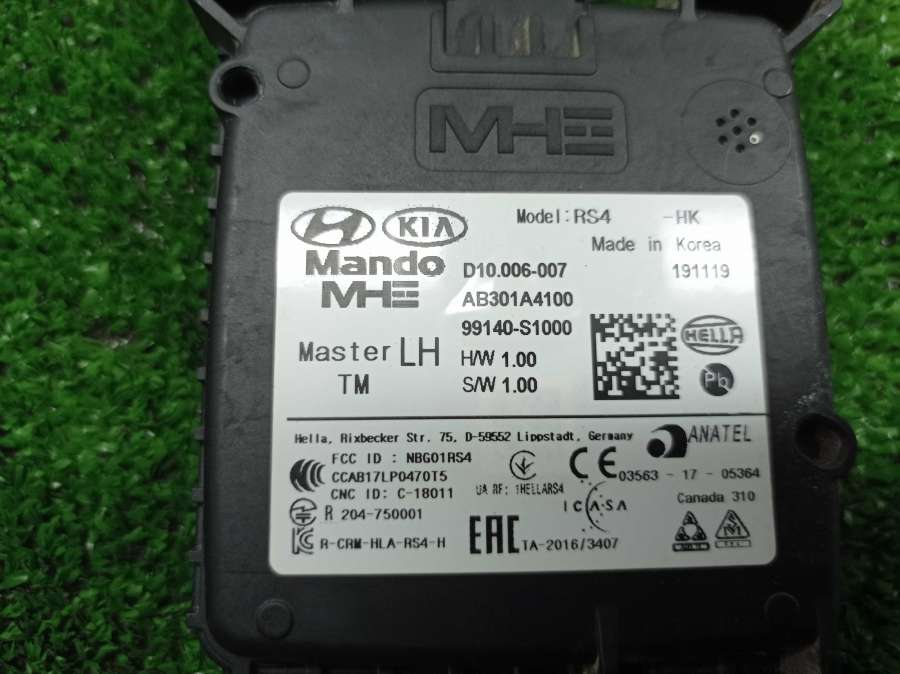 MHE
KIA Model:RS4 -HK
Made in Korea
Mando D10.006-007 191119
MHE AB301A4100
99140-S1000 HELLA
Master LH H/W 1.00
TM S/W 1.00 Pb
Hella, Rixbecker Str. 75, D-59552 Lippstadt, Germany
ANATEL
FCC ID : NBG01RS4
CCAB17LP0470T5 CE 03563 - 17 - 05364
CNC ID: C-18011 UA RF: 1HELLARS4
Canada 310
R 204-750001 ICASA
R-CRM-HLA-RS4-H EAC TA-2016/3407